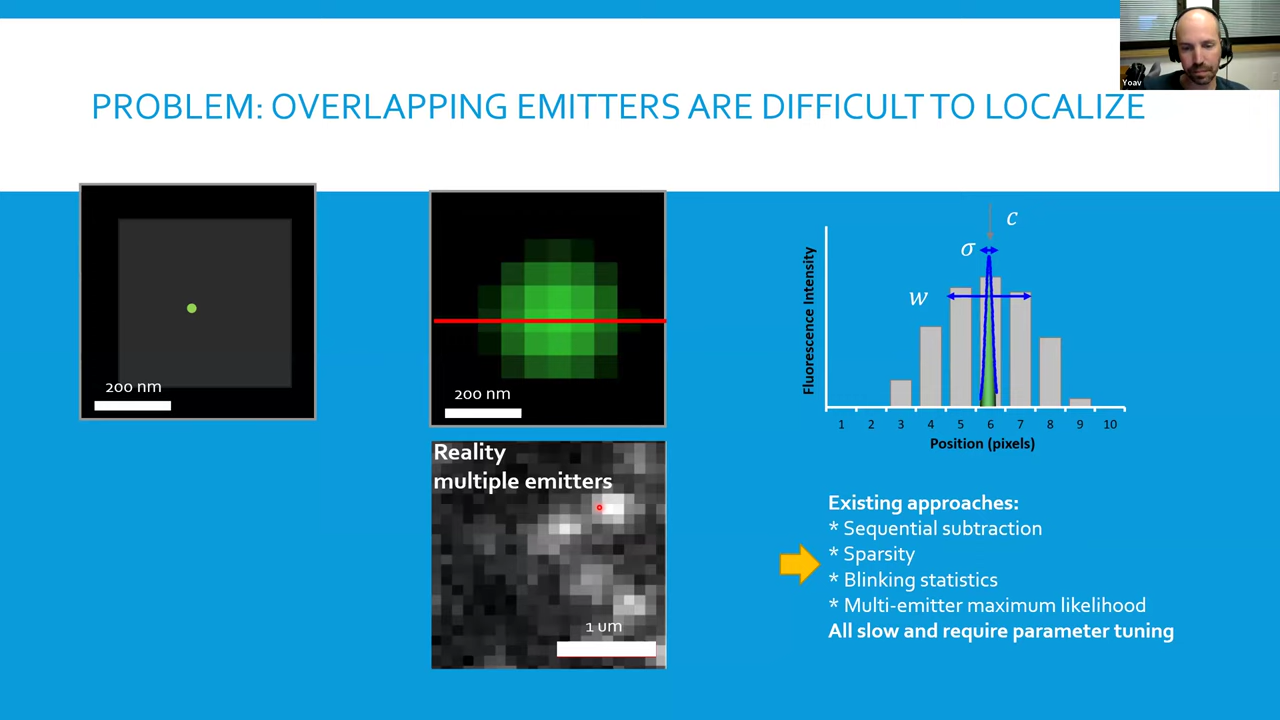 Yoav
PROBLEM: OVERLAPPING EMITTERS ARE DIFFICULT TO LOCALIZE
200 nm
200 nm
Reality
multiple emitters
1 um
c
σ
w
Fluorescence Intensity
1 2 3 4 5 6 7 8 9 10
Position (pixels)
Existing approaches:
* Sequential subtraction
* Sparsity
* Blinking statistics
* Multi-emitter maximum likelihood
All slow and require parameter tuning